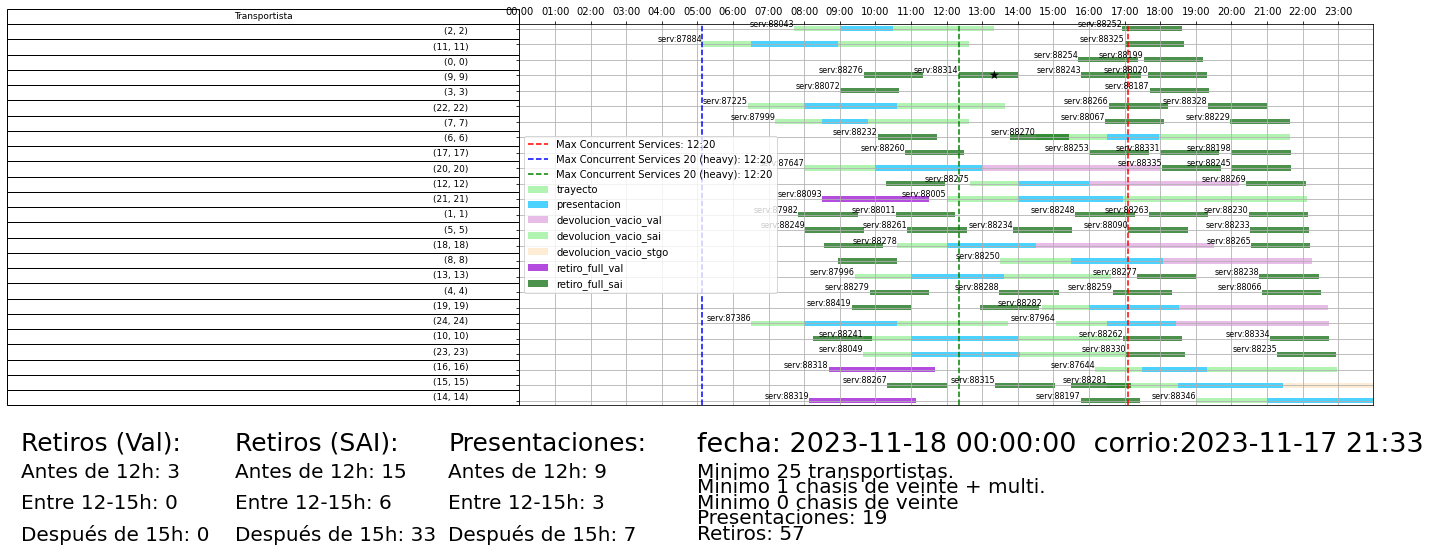 Transportista
00:00 01:00 02:00 03:00 04:00 05:00 06:00 07:00 08:00 09:00 10:00 11:00 12:00 13:00 14:00 15:00 16:00 17:00 18:00 19:00 20:00 21:00 22:00 23:00
(2, 2) serv:88043 serv:88252
(11, 11) serv:87884 serv:88325
(0, 0) serv:88254 serv:88199
(9, 9) serv:88276 serv:88314 serv:88243 serv:88020
(3, 3) serv:88072 serv:88187
(22, 22) serv:87225 serv:88266 serv:88328
(7, 7) serv:87999 serv:88067 serv:88229
(6, 6) serv:88232 serv:88270
(17, 17) serv:88260 serv:88253 serv:88331 serv:88198
(20, 20) serv:87647 serv:88335 serv:88245
(12, 12) serv:88275 serv:88269
(21, 21) serv:88093 serv:88005
(1, 1) serv:87982 serv:88011 serv:88248 serv:88263 serv:88230
(5, 5) serv:88249 serv:88261 serv:88234 serv:88090 serv:88233
(18, 18) serv:88278 serv:88265
(8, 8) serv:88250
(13, 13) serv:87996 serv:88277 serv:88238
(4, 4) serv:88279 serv:88288 serv:88259 serv:88066
(19, 19) serv:88419 serv:88282
(24, 24) serv:87386 serv:87964
(10, 10) serv:88241 serv:88262 serv:88334
(23, 23) serv:88049 serv:88330 serv:88235
(16, 16) serv:88318 serv:87644
(15, 15) serv:88267 serv:88315 serv:88281
(14, 14) serv:88319 serv:88197 serv:88346
Max Concurrent Services: 12:20
Max Concurrent Services 20 (heavy): 12:20
Max Concurrent Services 20 (heavy): 12:20
trayecto
presentacion
devolucion_vacio_val
devolucion_vacio_sai
devolucion_vacio_stgo
retiro_full_val
retiro_full_sai
Retiros (Val):
Antes de 12h: 3
Entre 12-15h: 0
Después de 15h: 0
Retiros (SAI):
Antes de 12h: 15
Entre 12-15h: 6
Después de 15h: 33
Presentaciones:
Antes de 12h: 9
Entre 12-15h: 3
Después de 15h: 7
fecha: 2023-11-18 00:00:00 corrio:2023-11-17 21:33
Minimo 25 transportistas.
Minimo 1 chasis de veinte + multi.
Minimo 0 chasis de veinte
Presentaciones: 19
Retiros: 57